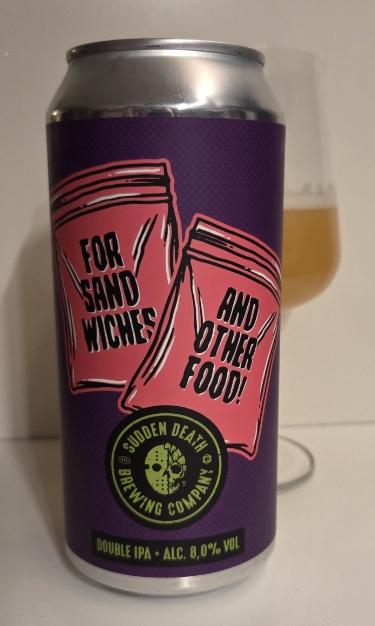 FOR
SAND
WICHES
AND
OTHER
FOOD!
SUDDEN DEATH
BREWING COMPANY
DOUBLE IPA • ALC. 8,0% VOL